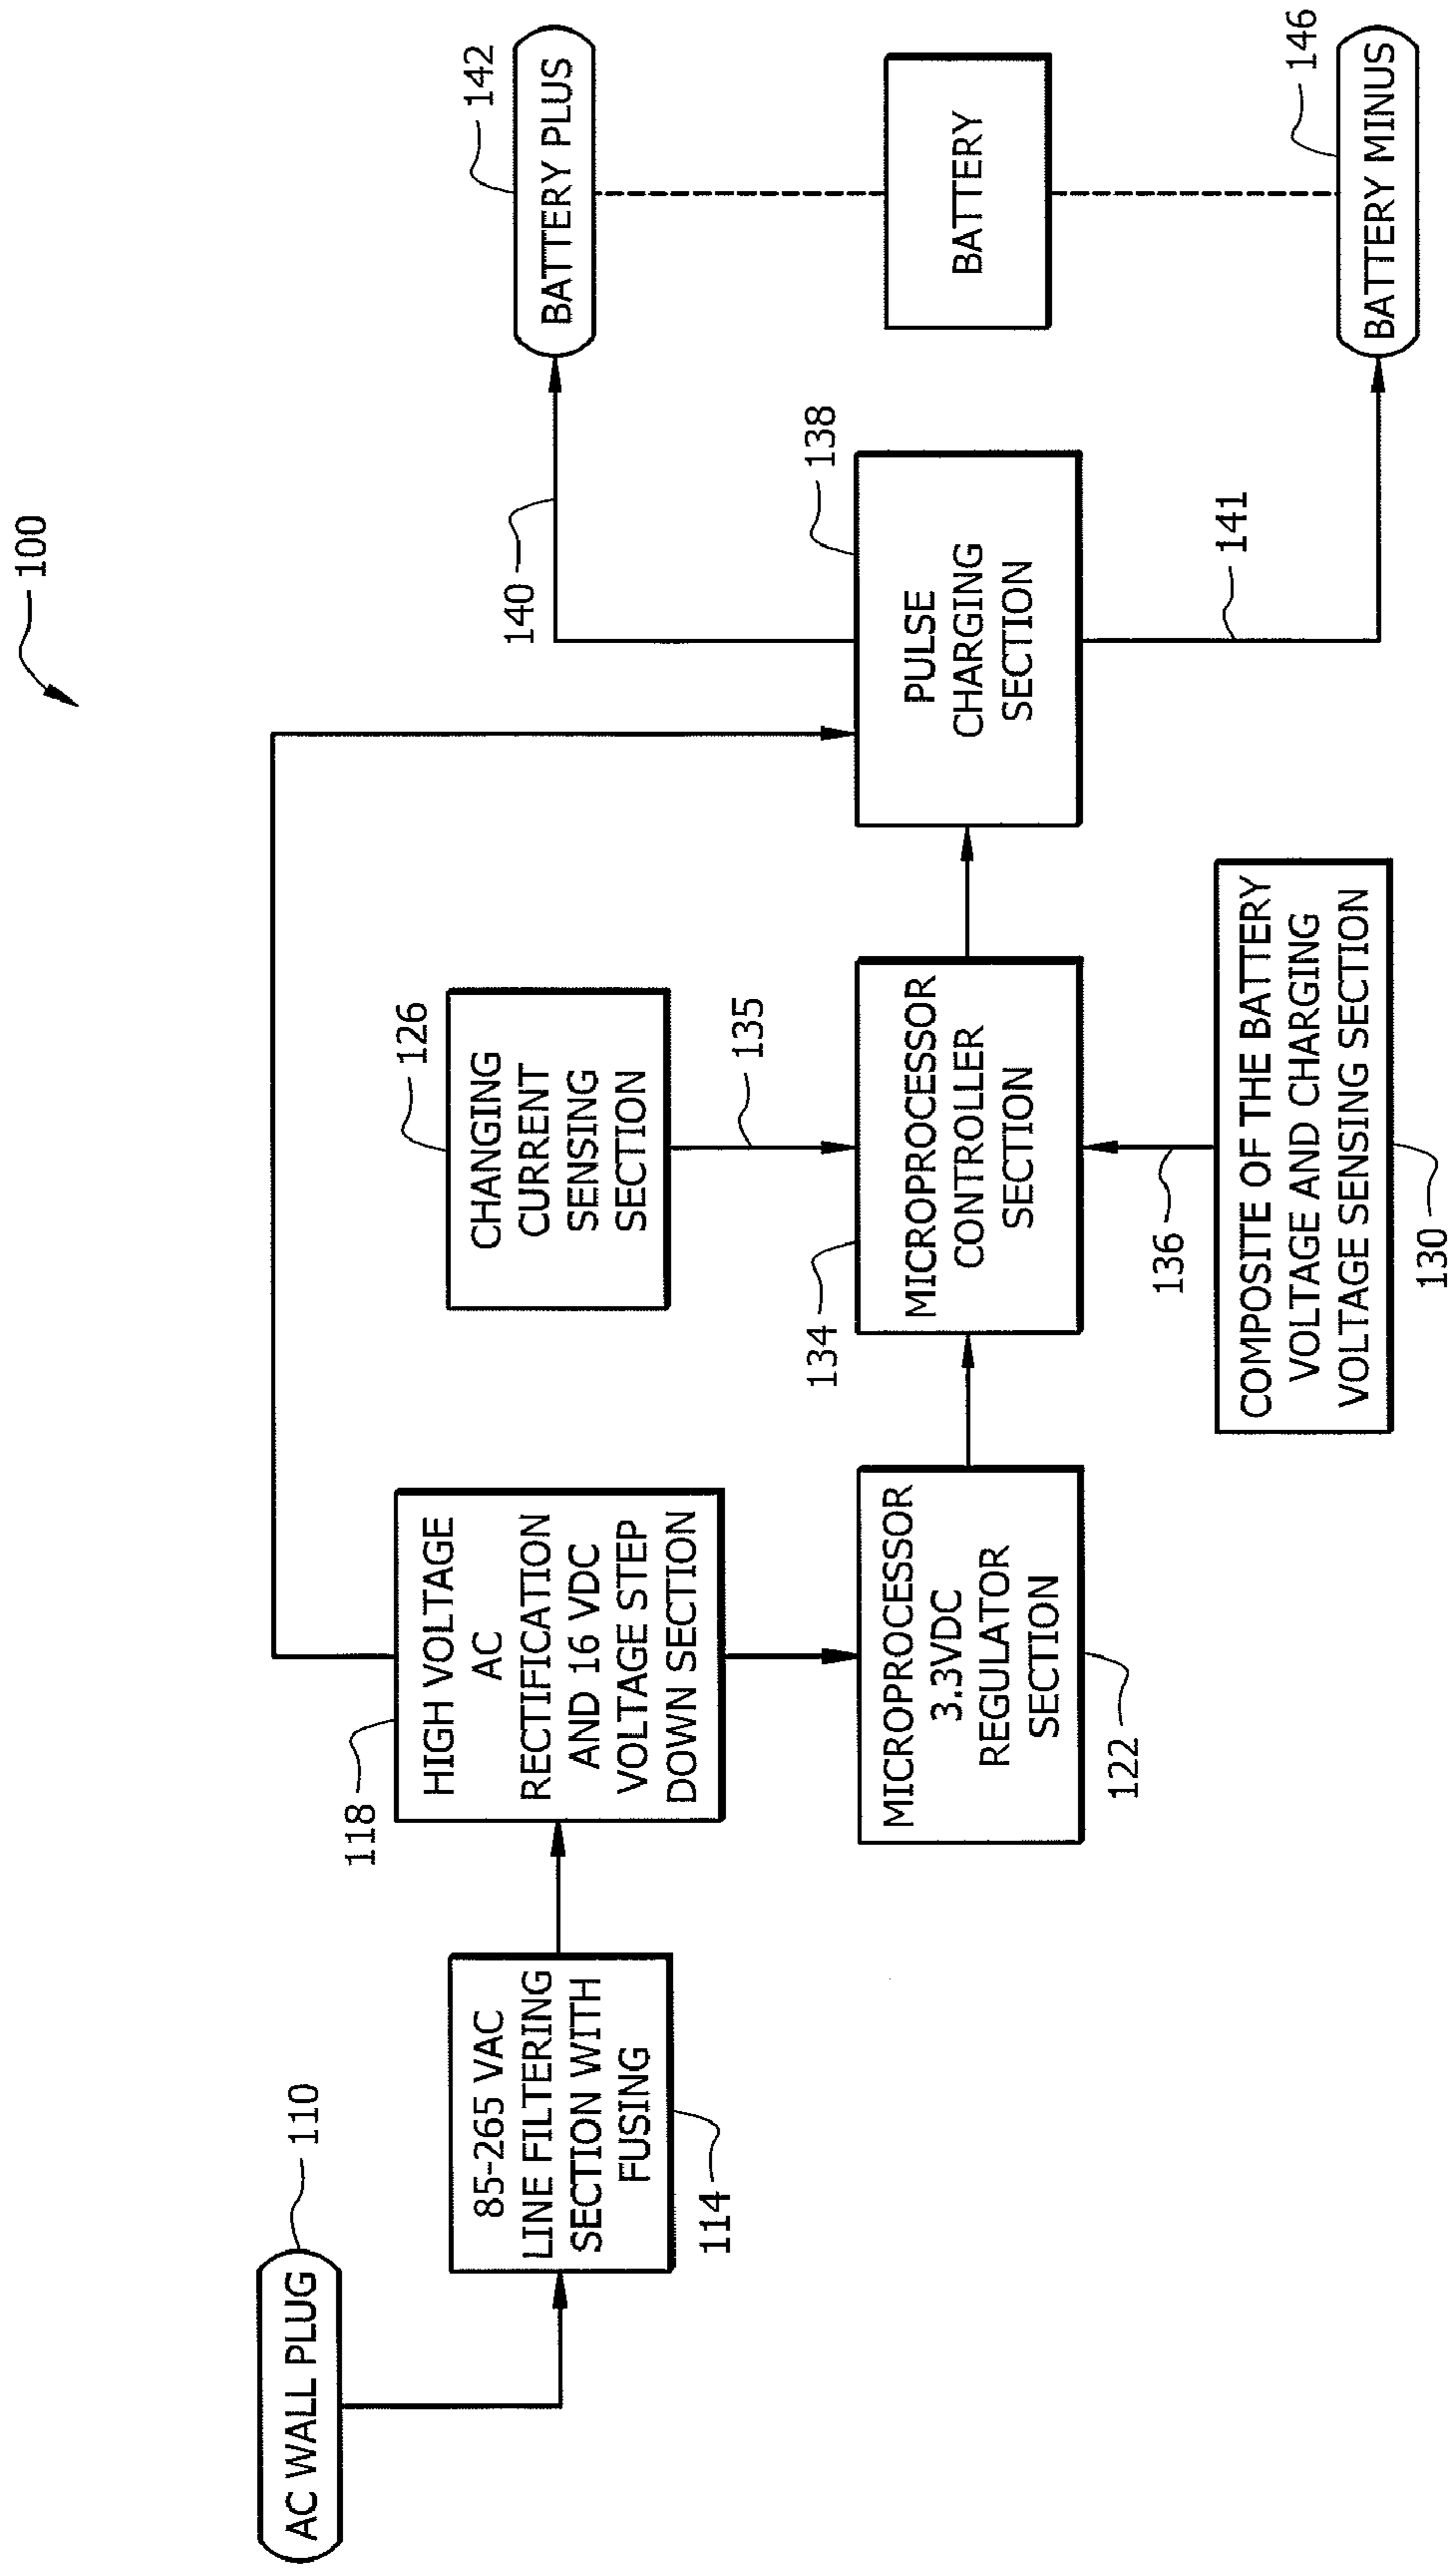 100
AC WALL PLUG
110
85-265 VAC
LINE FILTERING
SECTION WITH
FUSING
114
118
HIGH VOLTAGE
AC
RECTIFICATION
AND 16 VDC
VOLTAGE STEP
DOWN SECTION
MICROPROCESSOR
3.3VDC
REGULATOR
SECTION
122
126
CHANGING
CURRENT
SENSING
SECTION
135
134
MICROPROCESSOR
CONTROLLER
SECTION
136
COMPOSITE OF THE BATTERY
VOLTAGE AND CHARGING
VOLTAGE SENSING SECTION
130
138
PULSE
CHARGING
SECTION
140
141
142
BATTERY PLUS
BATTERY
146
BATTERY MINUS